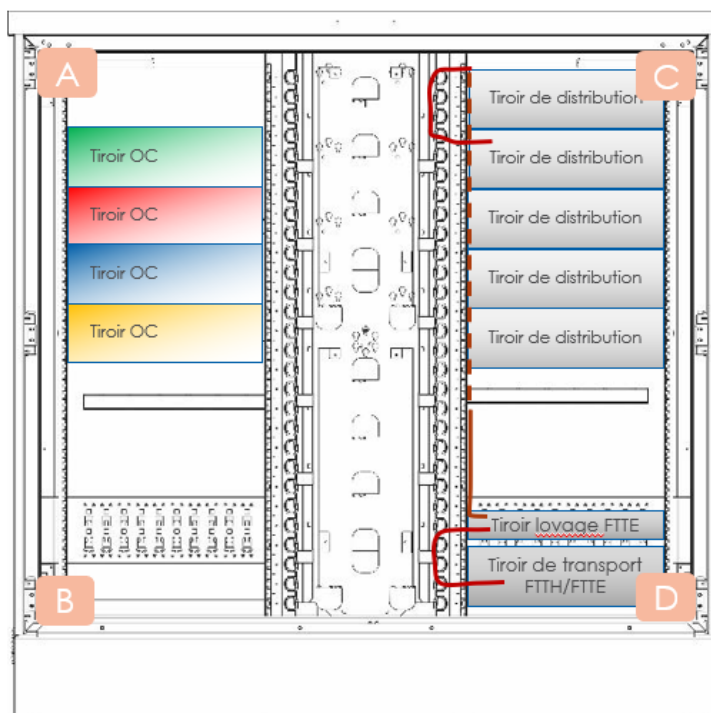 A
C
Tiroir de distribution
Tiroir OC
Tiroir de distribution
Tiroir OC
Tiroir de distribution
Tiroir OC
Tiroir de distribution
Tiroir OC
Tiroir de distribution
Tiroir lovage FTTE
Tiroir de transport
FTTH/FTTE
B
D